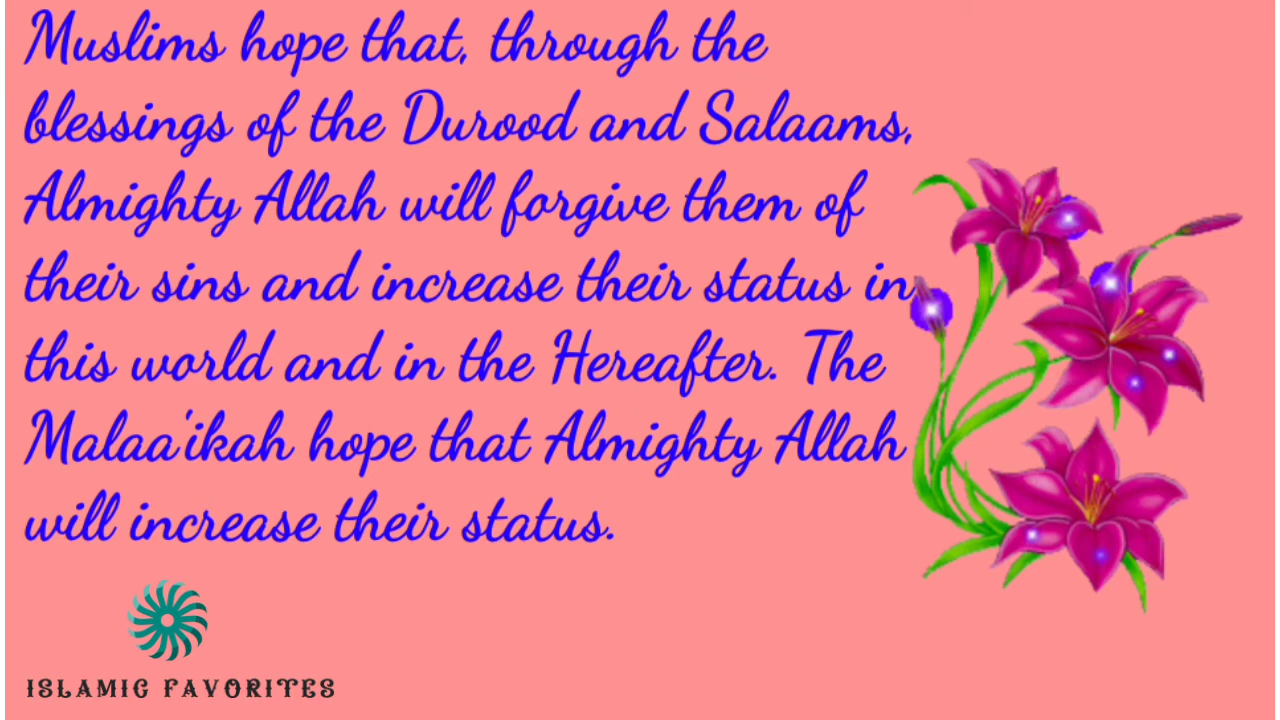 Muslims hope that, through the
blessings of the Durood and Salaams,
Almighty Allah will forgive them of
their sins and increase their status in
this world and in the Hereafter. The
Malaa'ikah hope that Almighty Allah
will increase their status.
ISLAMIC FAVORITES